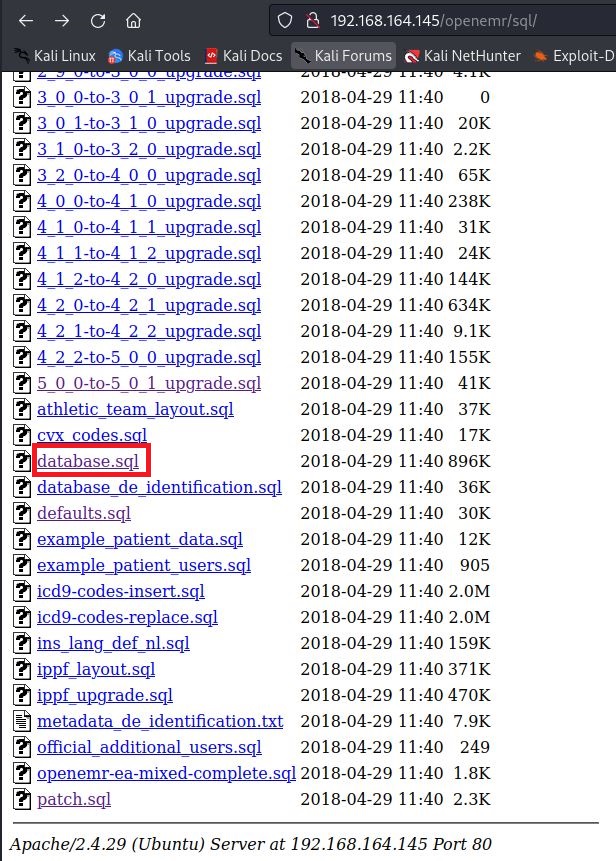 192.168.164.145/openemr/sql/
Kali Linux Kali Tools Kali Docs Kali Forums Kali NetHunter Exploit-D
2_9_0-to-3_0_0_upgrade.sql 2018-04-29 11:40 4.1K
3_0_0-to-3_0_1_upgrade.sql 2018-04-29 11:40 0
3_0_1-to-3_1_0_upgrade.sql 2018-04-29 11:40 20K
3_1_0-to-3_2_0_upgrade.sql 2018-04-29 11:40 2.2K
3_2_0-to-4_0_0_upgrade.sql 2018-04-29 11:40 65K
4_0_0-to-4_1_0_upgrade.sql 2018-04-29 11:40 238K
4_1_0-to-4_1_1_upgrade.sql 2018-04-29 11:40 31K
4_1_1-to-4_1_2_upgrade.sql 2018-04-29 11:40 24K
4_1_2-to-4_2_0_upgrade.sql 2018-04-29 11:40 144K
4_2_0-to-4_2_1_upgrade.sql 2018-04-29 11:40 634K
4_2_1-to-4_2_2_upgrade.sql 2018-04-29 11:40 9.1K
4_2_2-to-5_0_0_upgrade.sql 2018-04-29 11:40 155K
5_0_0-to-5_0_1_upgrade.sql 2018-04-29 11:40 41K
athletic_team_layout.sql 2018-04-29 11:40 37K
cvx_codes.sql 2018-04-29 11:40 17K
database.sql 2018-04-29 11:40 896K
database_de_identification.sql 2018-04-29 11:40 36K
defaults.sql 2018-04-29 11:40 30K
example_patient_data.sql 2018-04-29 11:40 12K
example_patient_users.sql 2018-04-29 11:40 905
icd9-codes-insert.sql 2018-04-29 11:40 2.0M
icd9-codes-replace.sql 2018-04-29 11:40 2.0M
ins_lang_def_nl.sql 2018-04-29 11:40 159K
ippf_layout.sql 2018-04-29 11:40 371K
ippf_upgrade.sql 2018-04-29 11:40 470K
metadata_de_identification.txt 2018-04-29 11:40 7.9K
official_additional_users.sql 2018-04-29 11:40 249
openemr-ea-mixed-complete.sql 2018-04-29 11:40 1.8K
patch.sql 2018-04-29 11:40 2.3K
Apache/2.4.29 (Ubuntu) Server at 192.168.164.145 Port 80